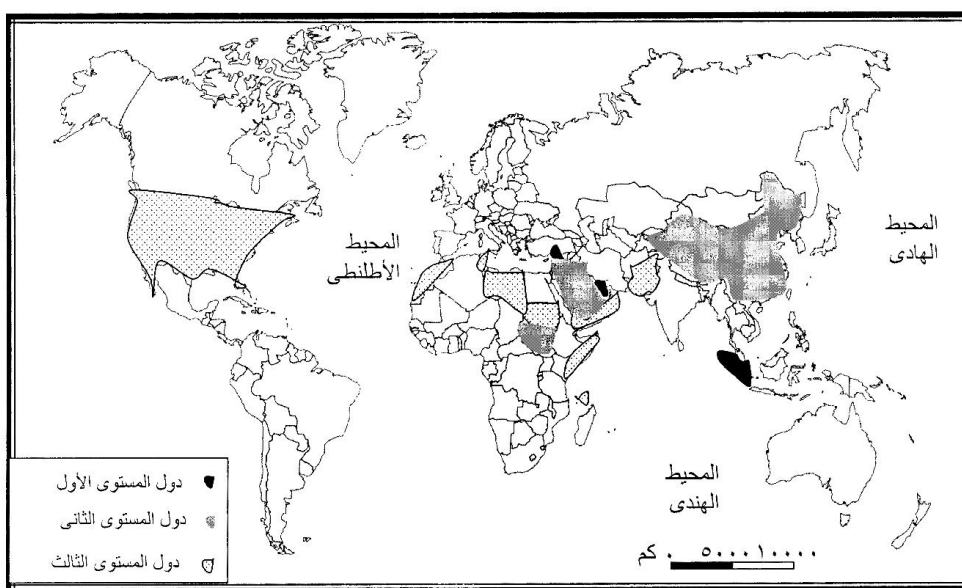 المحيط
الأطلنطى
المحيط
الهادى
المحيط
الهندى
دول المستوى الأول
دول المستوى الثانى
دول المستوى الثالث
٠ ٥٠٠٠ ١٠٠٠٠ كم